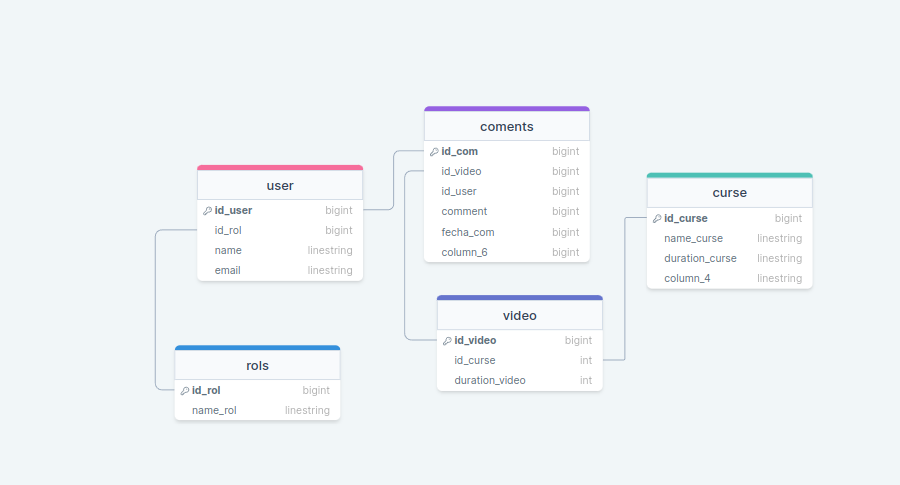 user
id_user bigint
id_rol bigint
name linestring
email linestring
rols
id_rol bigint
name_rol linestring
coments
id_com bigint
id_video bigint
id_user bigint
comment bigint
fecha_com bigint
column_6 bigint
video
id_video bigint
id_curse int
duration_video int
curse
id_curse bigint
name_curse linestring
duration_curse linestring
column_4 linestring